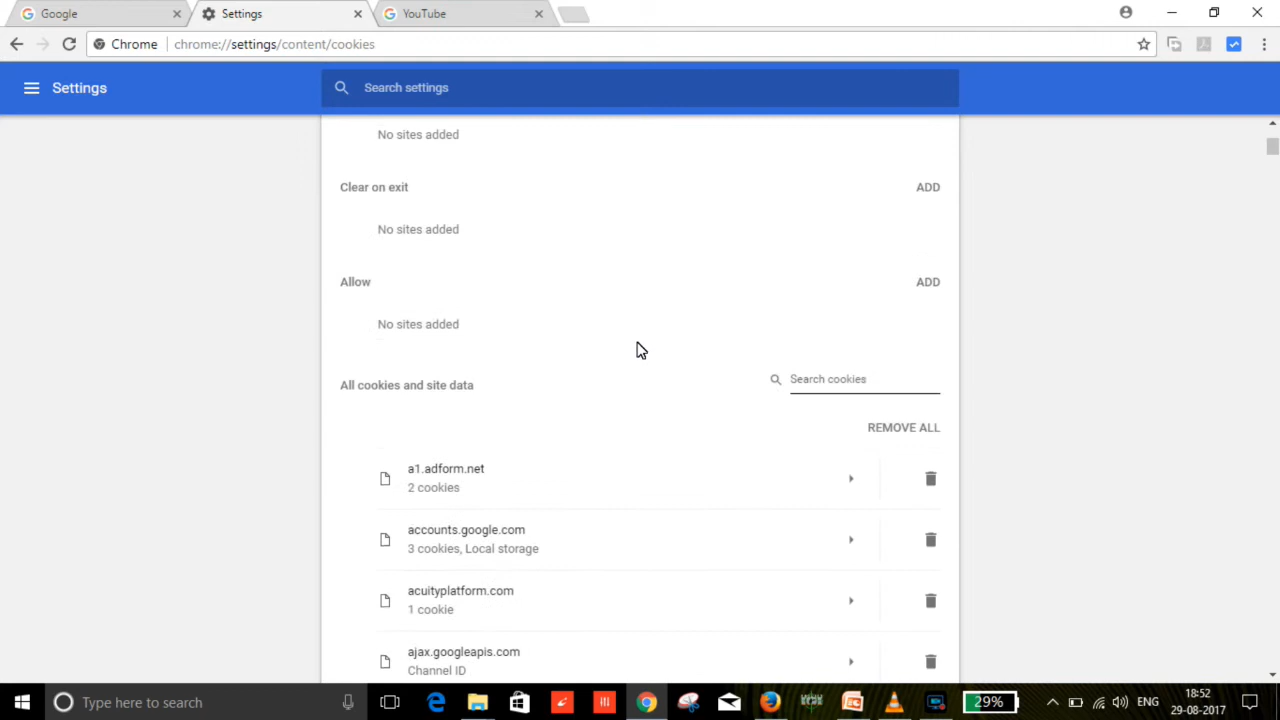 Google
Settings
YouTube
Chrome
chrome://settings/content/cookies
Settings
Search settings
No sites added
Clear on exit
ADD
No sites added
Allow
ADD
No sites added
All cookies and site data
Search cookies
REMOVE ALL
a1.adform.net
2 cookies
accounts.google.com
3 cookies, Local storage
acuityplatform.com
1 cookie
ajax.googleapis.com
Channel ID
Type here to search
29%
ENG
18:52
29-08-2017